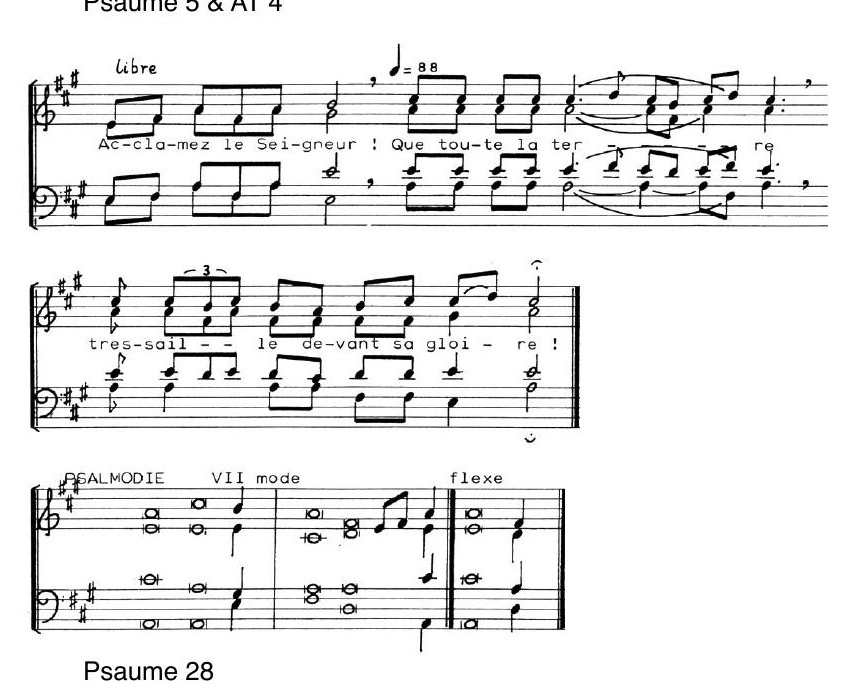 Psaume 5 & AT 4
libre
♩= 88
Ac-cla-mez le Sei-gneur ! Que tou-te la ter - - - - re
3
tres-sail - - le de-vant sa gloi - re !
PSALMODIE VII mode flexe
Psaume 28